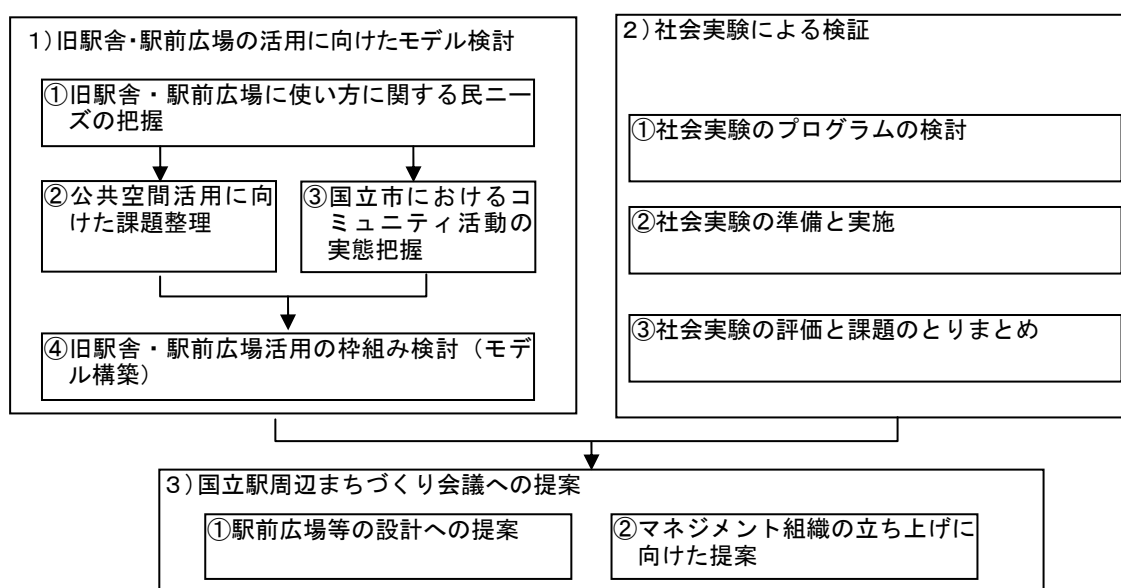 1)旧駅舎・駅前広場の活用に向けたモデル検討
①旧駅舎・駅前広場に使い方に関する民ニー
ズの把握
②公共空間活用に向
けた課題整理
③国立市におけるコ
ミュニティ活動の
実態把握
④旧駅舎・駅前広場活用の枠組み検討（モデ
ル構築）
２）社会実験による検証
①社会実験のプログラムの検討
②社会実験の準備と実施
③社会実験の評価と課題のとりまとめ
３）国立駅周辺まちづくり会議への提案
①駅前広場等の設計への提案
②マネジメント組織の立ち上げに
向けた提案